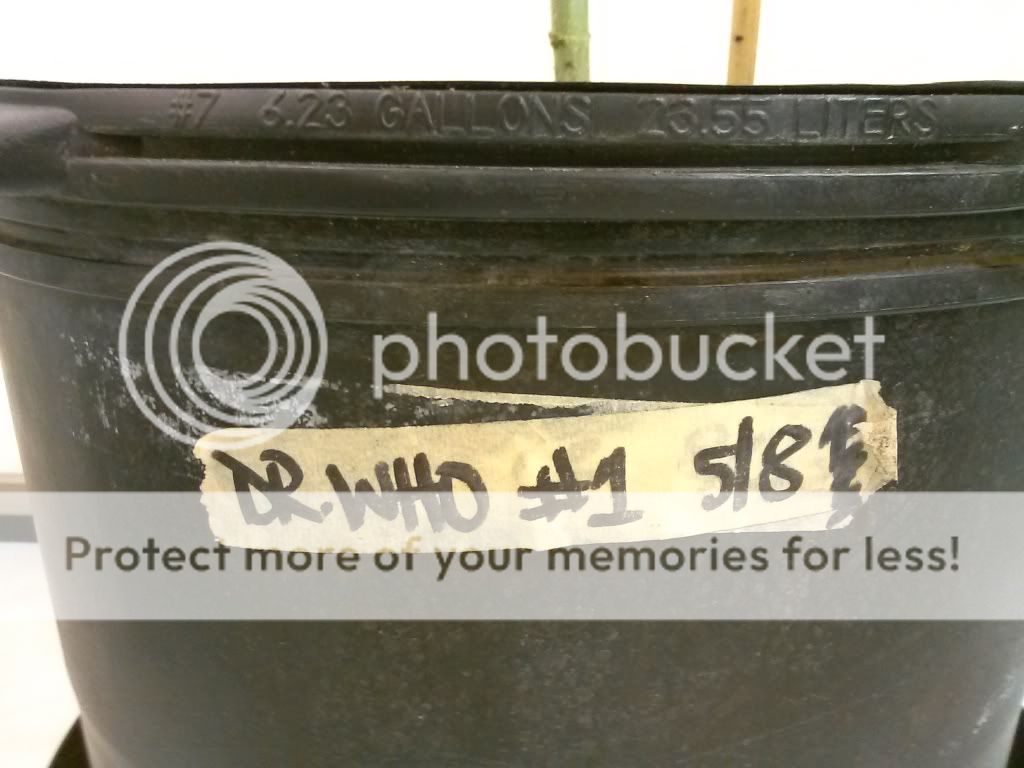 #7 6.23 GALLONS 23.55 LITERS
photobucket
DR.WHO #1 5/8
Protect more of your memories for less!